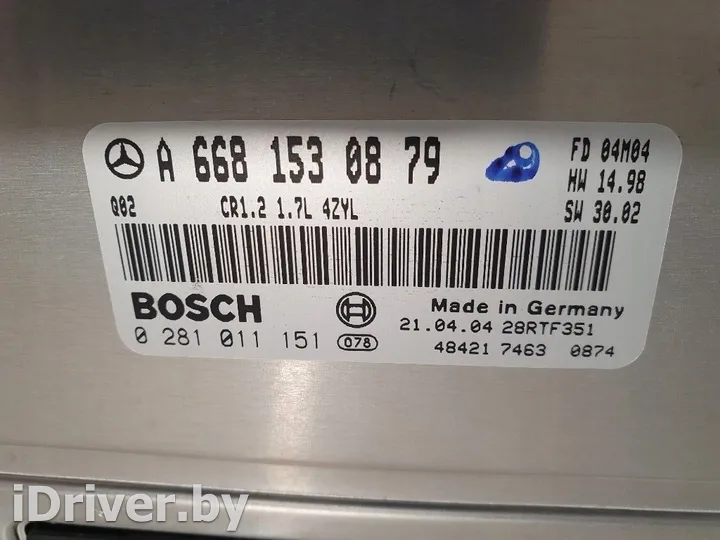 A 668 153 08 79
FD 04M04
HW 14.98
Q02 CR1.2 1.7L 4ZYL
SW 30.02
BOSCH
Made in Germany
0 281 011 151 078
21.04.04 28RTF351
48421 7463 0874
iDriver.by